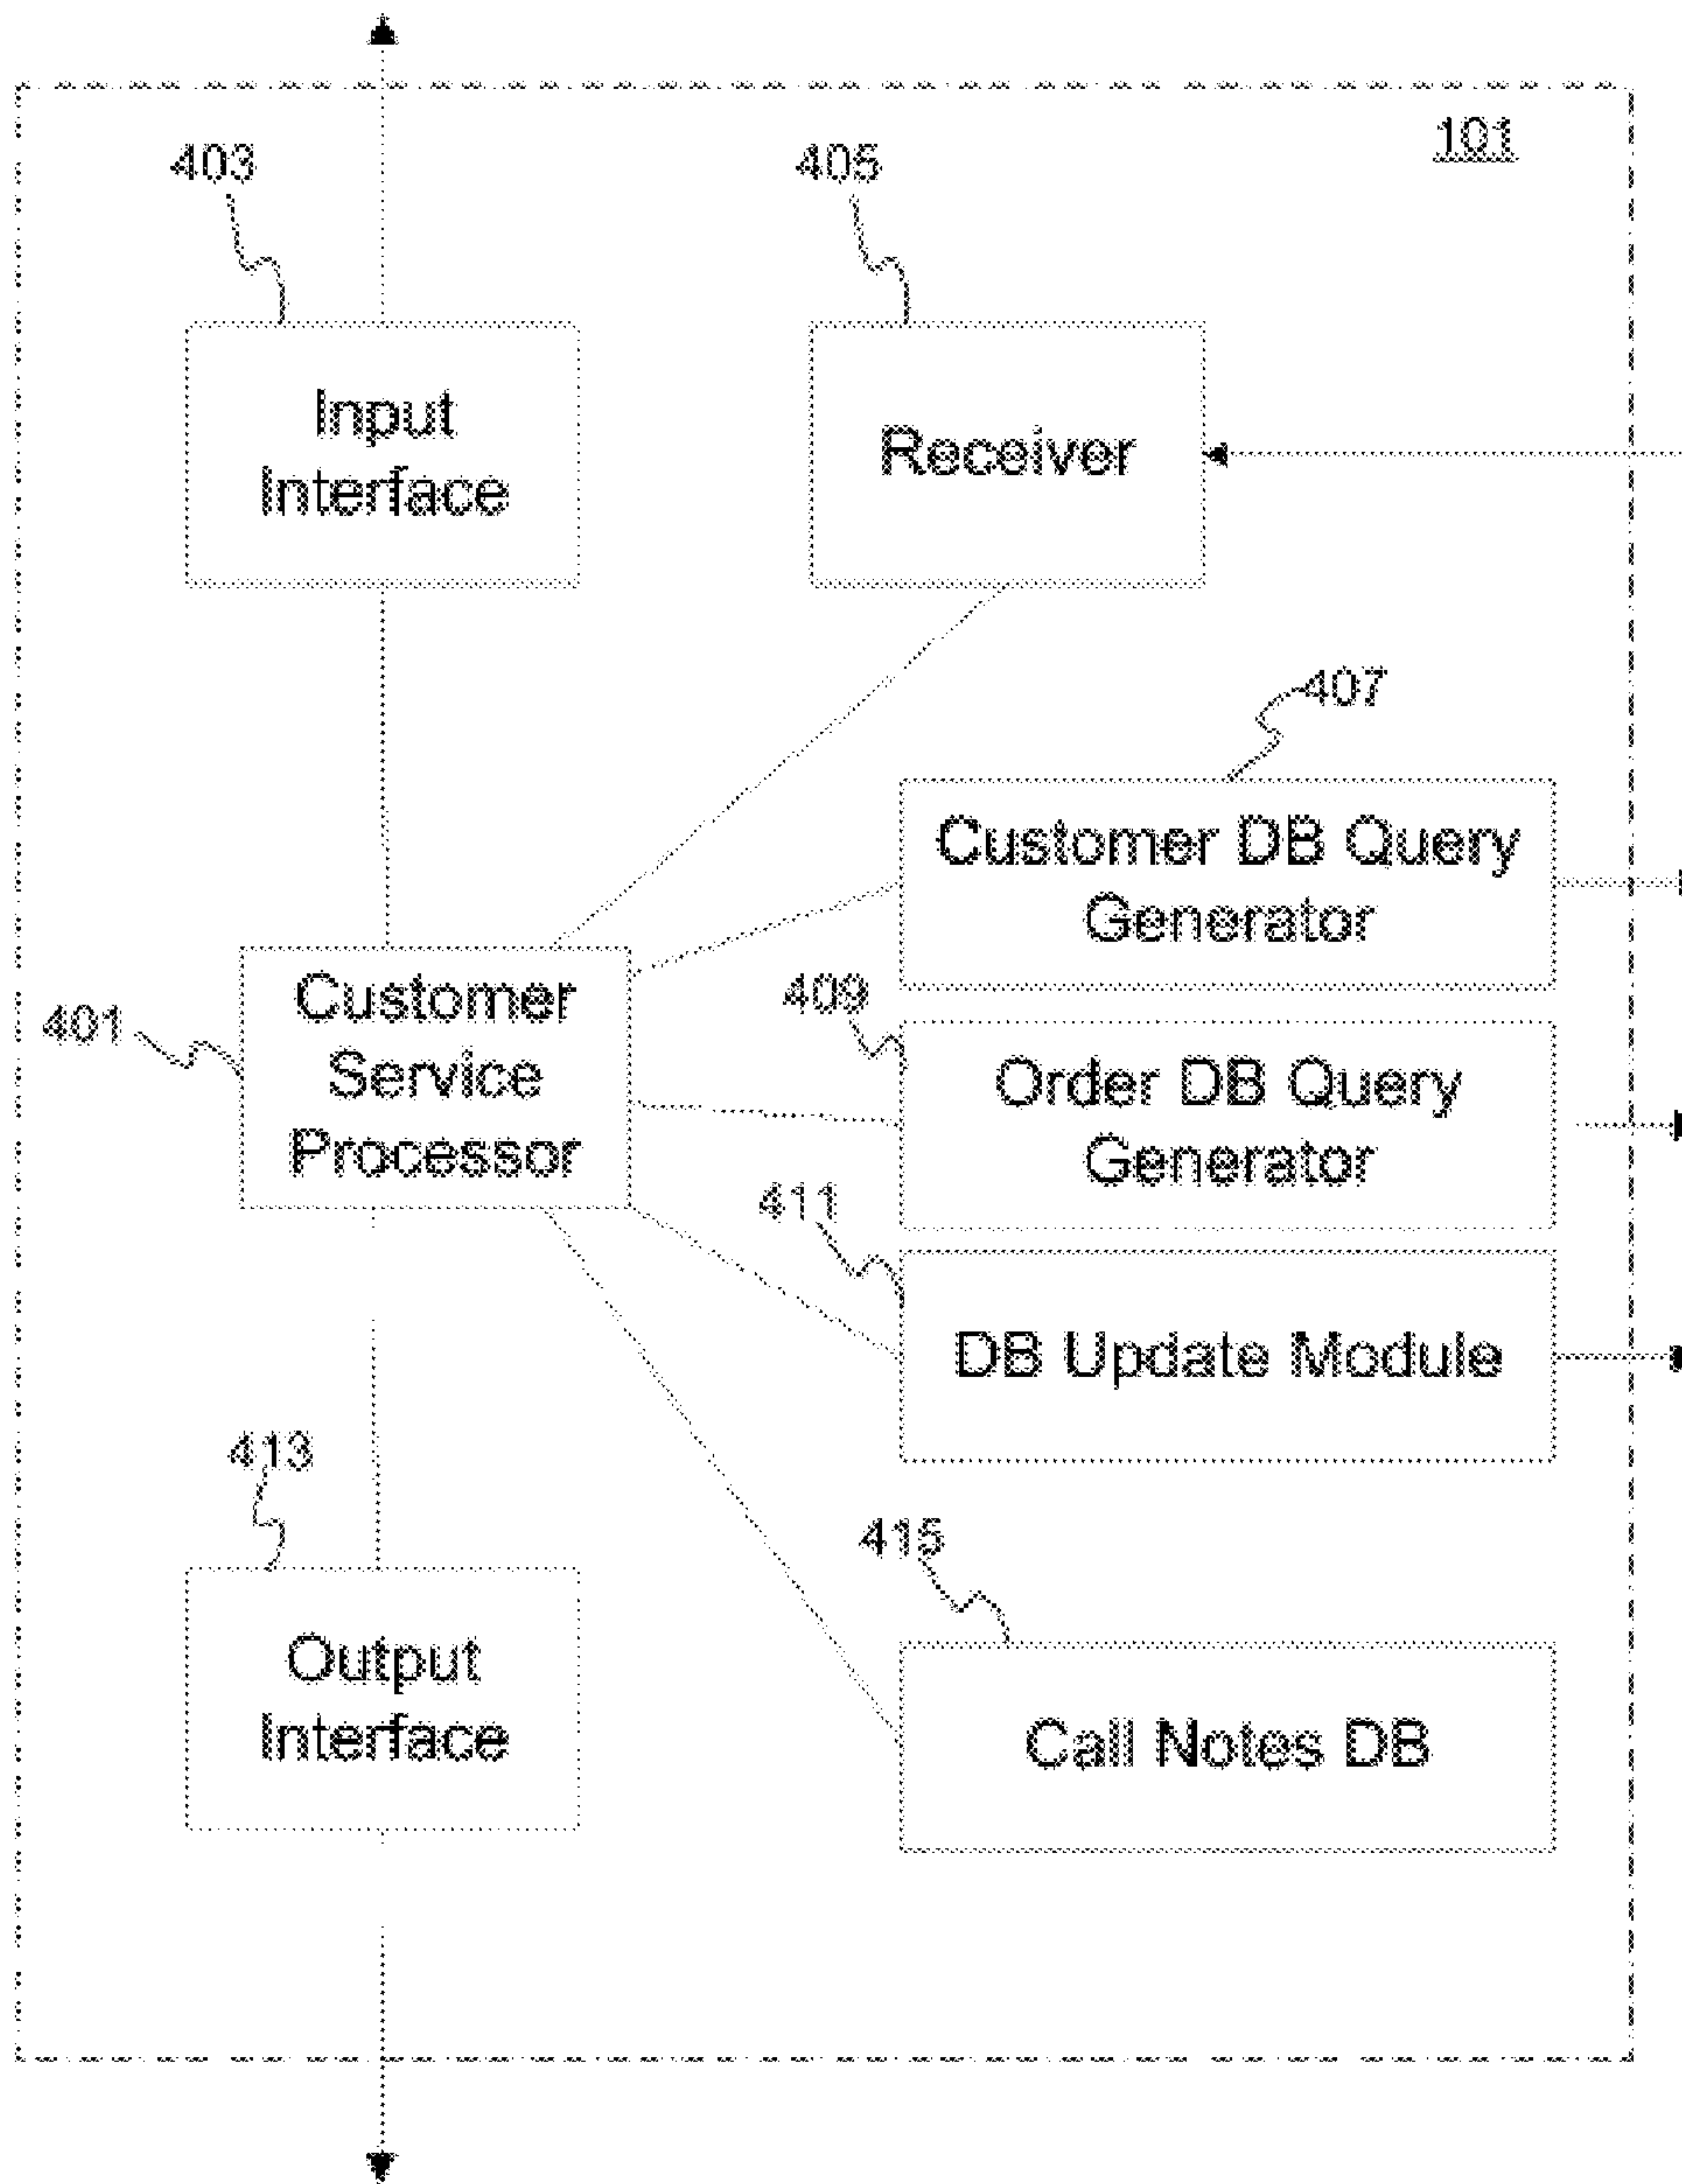 101
403
405
Input
Interface
Receiver
407
Customer DB Query
Generator
401
Customer
Service
Processor
409
Order DB Query
Generator
411
DB Update Module
413
415
Output
Interface
Call Notes DB